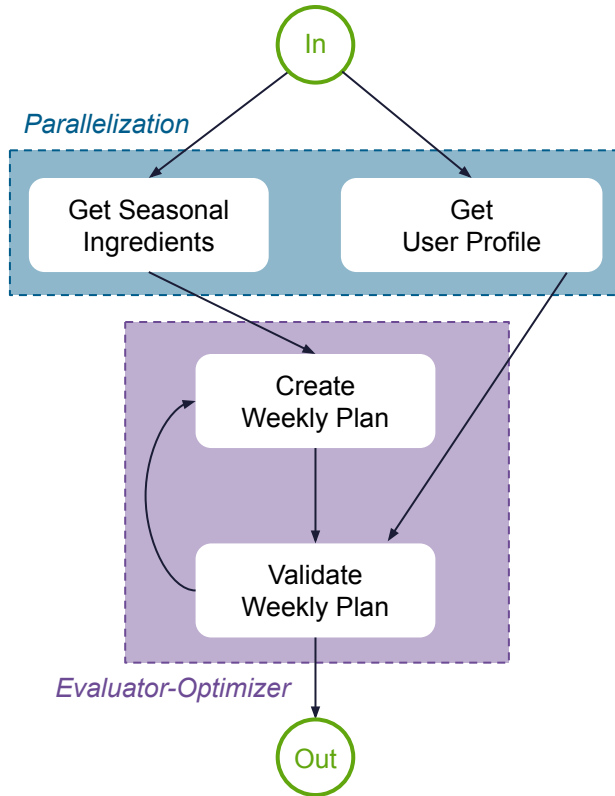 In
Parallelization
Get Seasonal
Ingredients
Get
User Profile
Create
Weekly Plan
Validate
Weekly Plan
Evaluator-Optimizer
Out